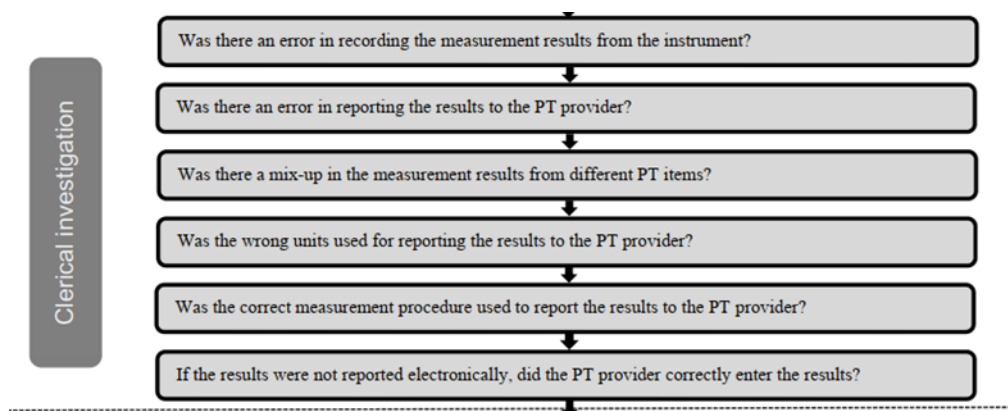 Clerical investigation
Was there an error in recording the measurement results from the instrument?
Was there an error in reporting the results to the PT provider?
Was there a mix-up in the measurement results from different PT items?
Was the wrong units used for reporting the results to the PT provider?
Was the correct measurement procedure used to report the results to the PT provider?
If the results were not reported electronically, did the PT provider correctly enter the results?